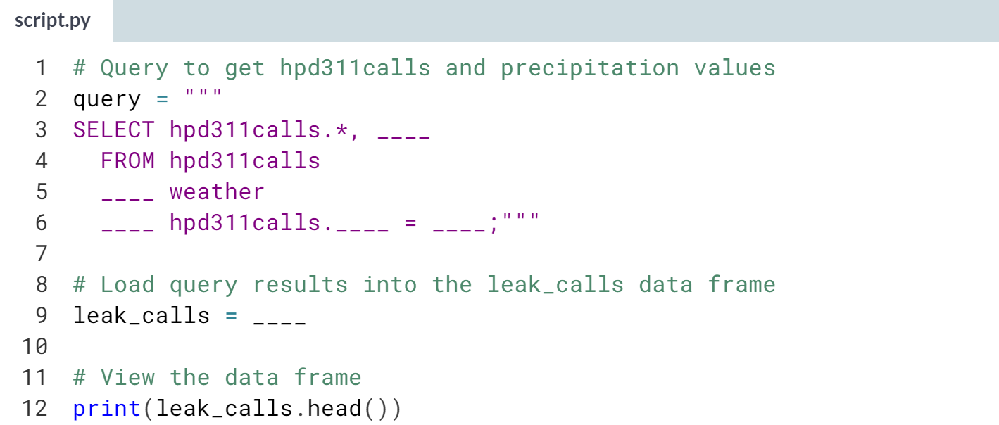 script.py
1 # Query to get hpd311calls and precipitation values
2 query = """
3 SELECT hpd311calls.*, ____
4   FROM hpd311calls
5   ____ weather
6   ____ hpd311calls.____ = ____;"""
7
8 # Load query results into the leak_calls data frame
9 leak_calls = ____
10
11 # View the data frame
12 print(leak_calls.head())